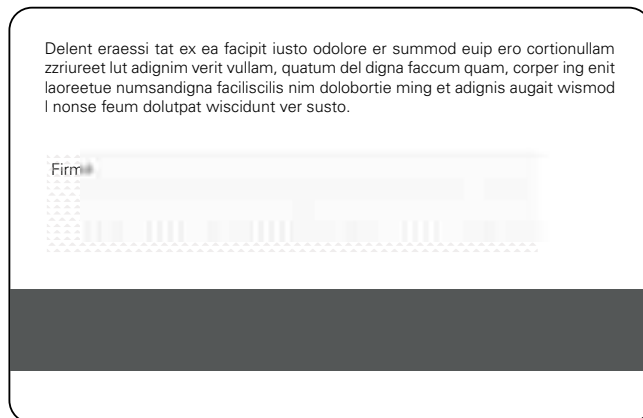 Delent eraessi tat ex ea facipit iusto odolore er summod euip ero cortionullam
zzriureet lut adignim verit vullam, quatum del digna faccum quam, corper ing enit
laoreetue numsandigna faciliscilis nim dolobortie ming et adignis augait wismod
l nonse feum dolutpat wiscidunt ver susto.
Firma